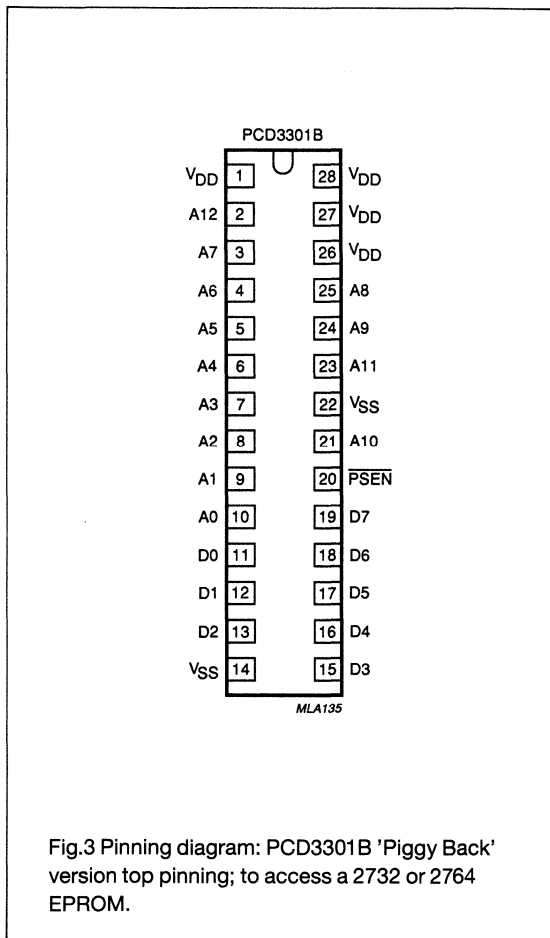 PCD3301B
VDD 1 28 VDD
A12 2 27 VDD
A7 3 26 VDD
A6 4 25 A8
A5 5 24 A9
A4 6 23 A11
A3 7 22 VSS
A2 8 21 A10
A1 9 20 PSEN
A0 10 19 D7
D0 11 18 D6
D1 12 17 D5
D2 13 16 D4
VSS 14 15 D3
MLA135
Fig.3 Pinning diagram: PCD3301B 'Piggy Back'
version top pinning; to access a 2732 or 2764
EPROM.